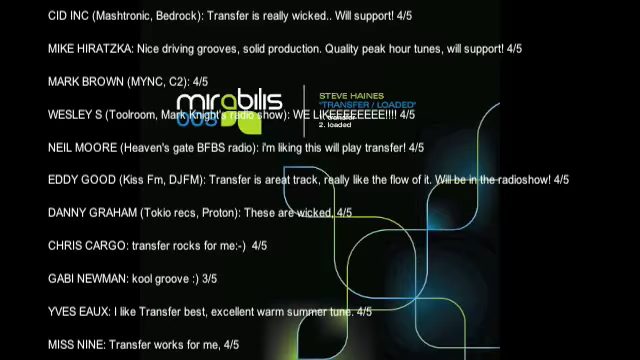 CID INC (Mashtronic, Bedrock): Transfer is really wicked.. Will support! 4/5
MIKE HIRATZKA: Nice driving grooves, solid production. Quality peak hour tunes, will support! 4/5
MARK BROWN (MYNC, C2): 4/5
mirabilis
003
STEVE HAINES
"TRANSFER / LOADED"
2. loaded
WESLEY S (Toolroom, Mark Knight's radio show): WE LIKEEEEEEEE!!!! 4/5
NEIL MOORE (Heaven's gate BFBS radio): i'm liking this will play transfer! 4/5
EDDY GOOD (Kiss Fm, DJFM): Transfer is areat track, really like the flow of it. Will be in the radioshow! 4/5
DANNY GRAHAM (Tokio recs, Proton): These are wicked, 4/5
CHRIS CARGO: transfer rocks for me:-) 4/5
GABI NEWMAN: kool groove :) 3/5
YVES EAUX: I like Transfer best, excellent warm summer tune. 4/5
MISS NINE: Transfer works for me, 4/5